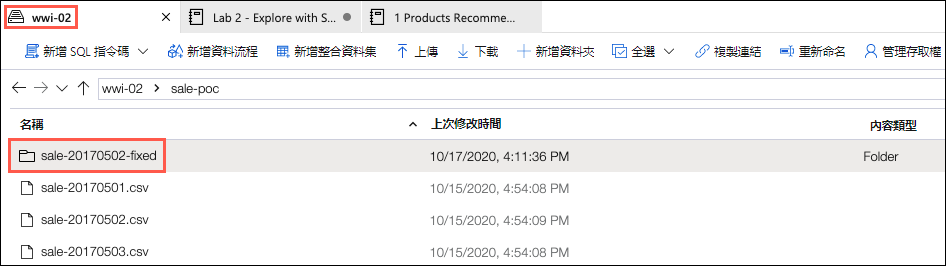 wwi-02 Lab 2 - Explore with S... 1 Products Recomme...
新增 SQL 指令碼 新增資料流程 新增整合資料集 上傳 下載 新增資料夾 全選 複製連結 重新命名 管理存取權
wwi-02 sale-poc
名稱 上次修改時間 內容類型
sale-20170502-fixed 10/17/2020, 4:11:36 PM Folder
sale-20170501.csv 10/15/2020, 4:54:08 PM
sale-20170502.csv 10/15/2020, 4:54:09 PM
sale-20170503.csv 10/15/2020, 4:54:08 PM